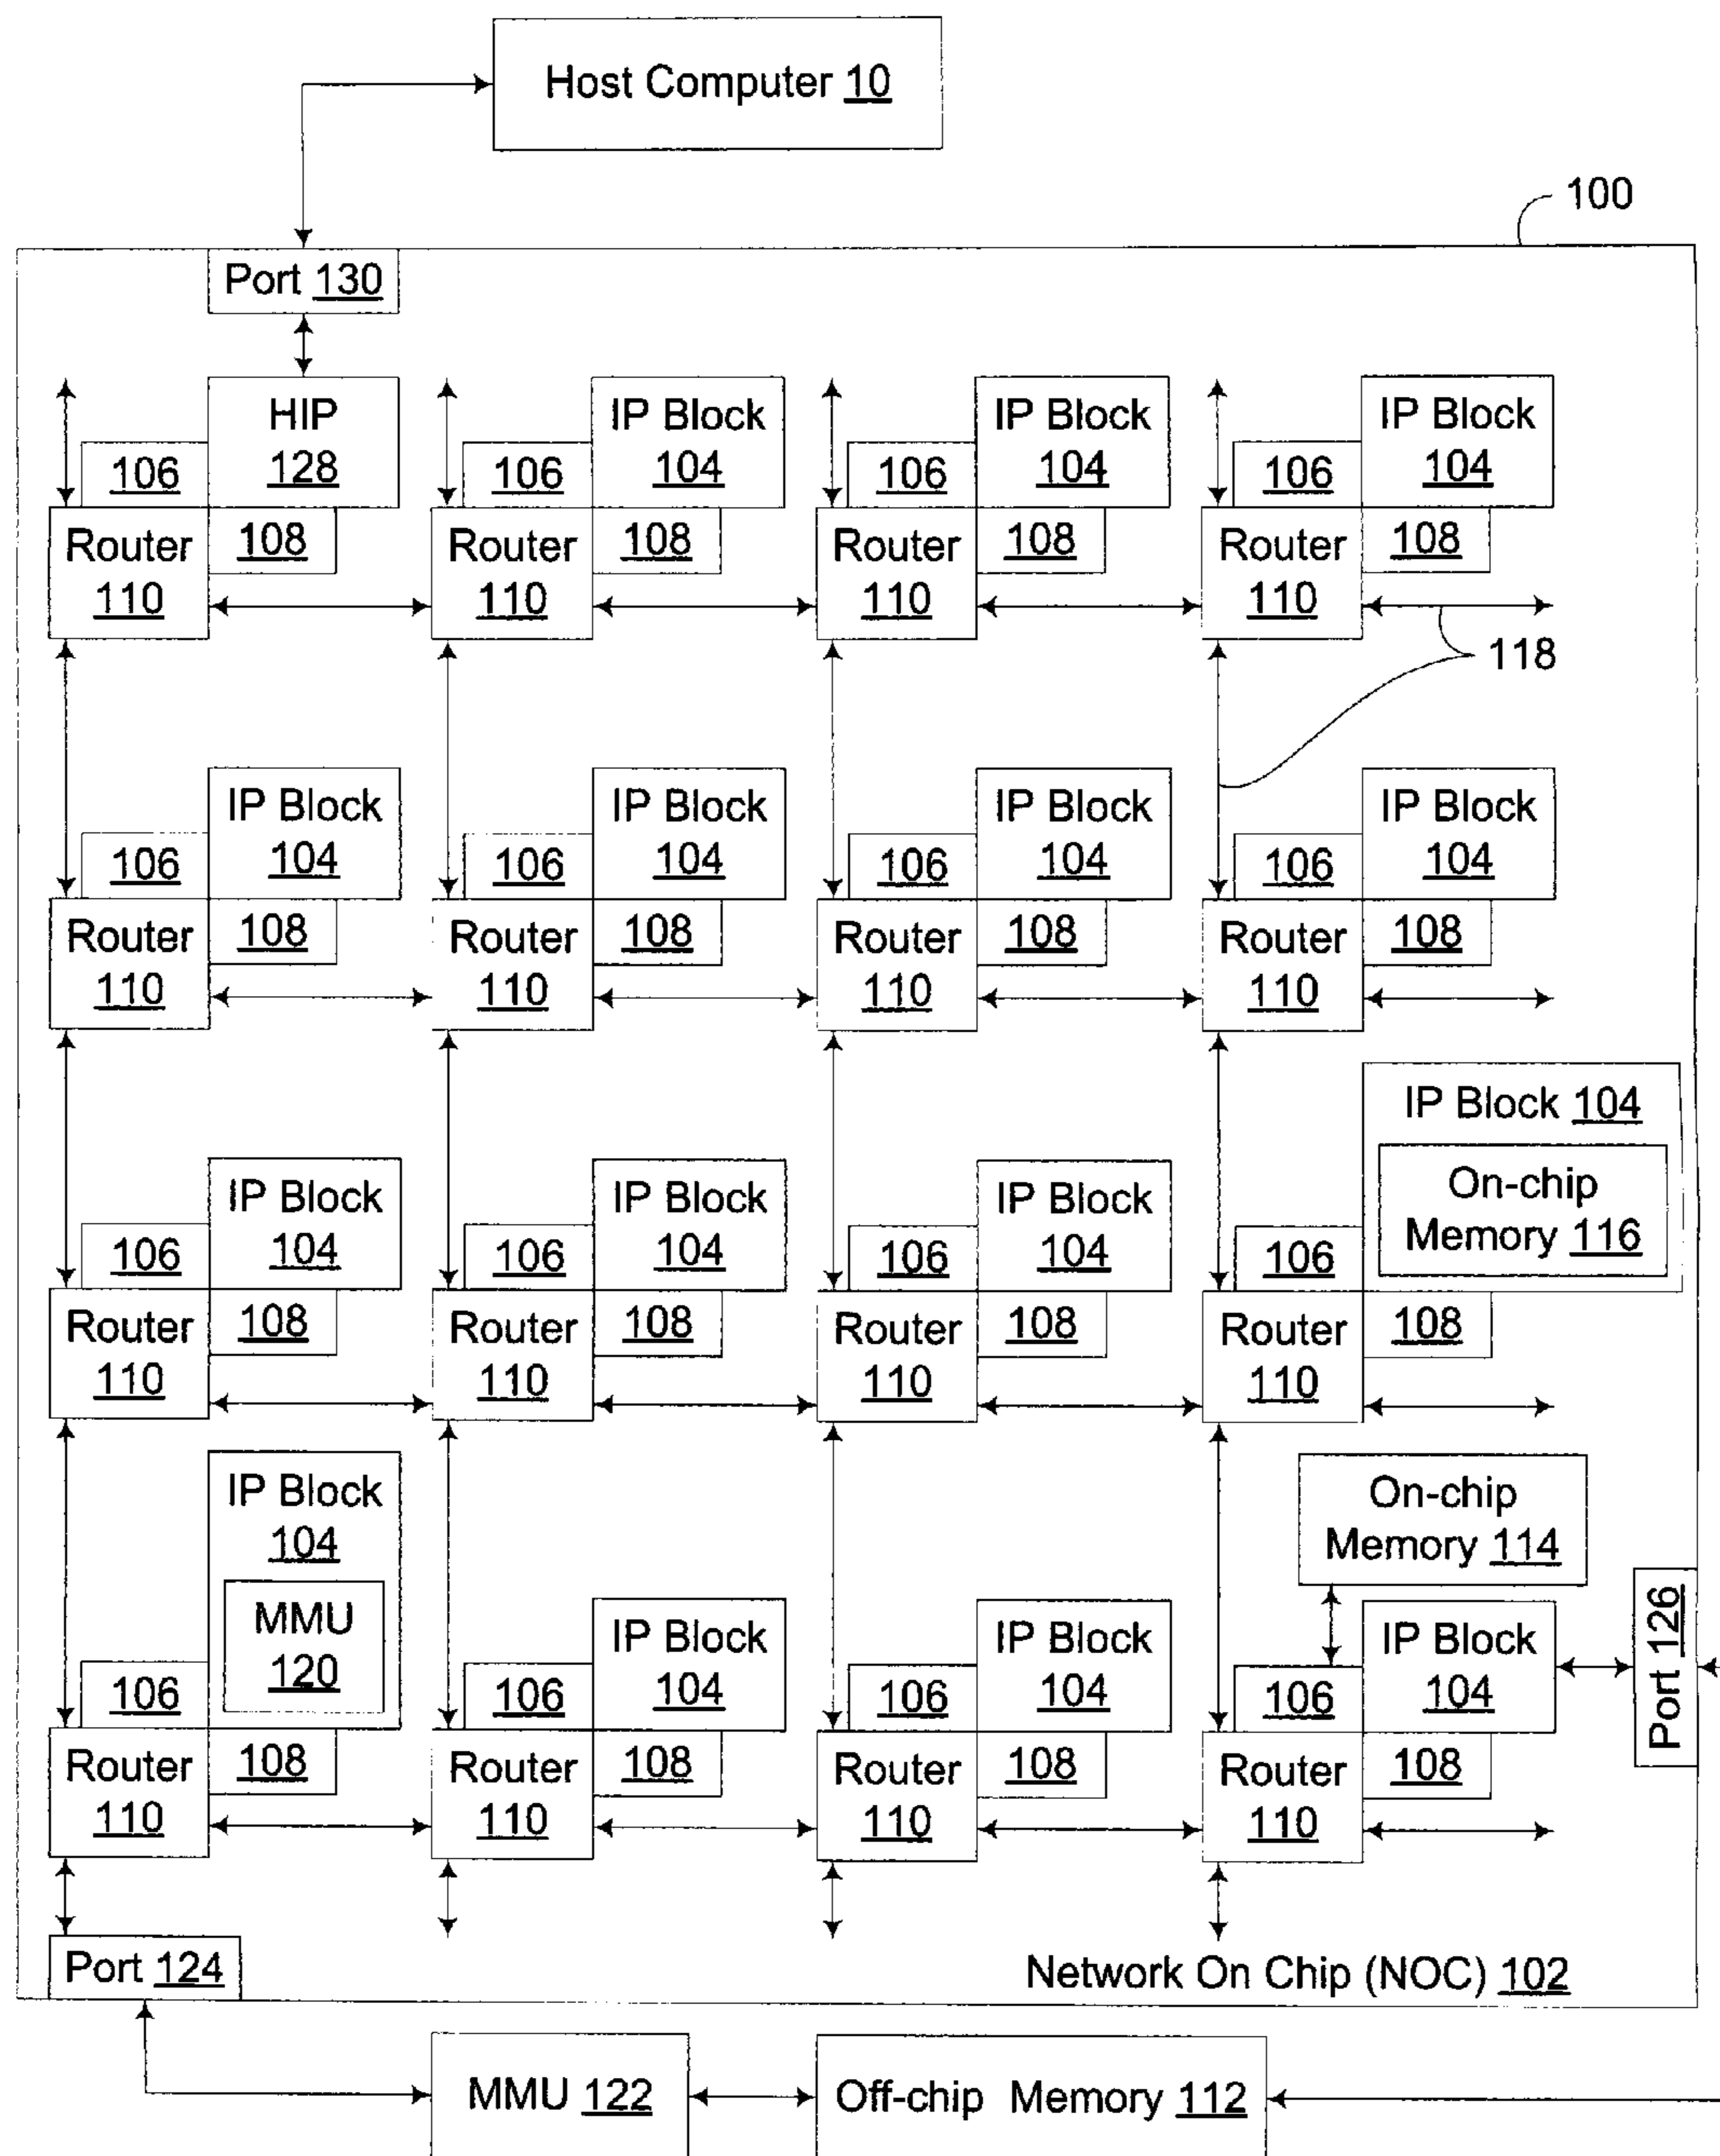 Host Computer 10
100
Port 130
HIP
128
106
Router
110
108
IP Block
104
106
Router
110
108
IP Block
104
106
Router
110
108
IP Block
104
106
Router
110
108
118
IP Block
104
106
Router
110
108
IP Block
104
106
Router
110
108
IP Block
104
106
Router
110
108
IP Block
104
106
Router
110
108
IP Block
104
106
Router
110
108
IP Block
104
106
Router
110
108
IP Block
104
106
Router
110
108
IP Block 104
On-chip
Memory 116
106
Router
110
108
IP Block
104
MMU
120
106
Router
110
108
IP Block
104
106
Router
110
108
IP Block
104
106
Router
110
108
On-chip
Memory 114
IP Block
104
106
Router
110
108
Port 126
Port 124
Network On Chip (NOC) 102
MMU 122
Off-chip Memory 112